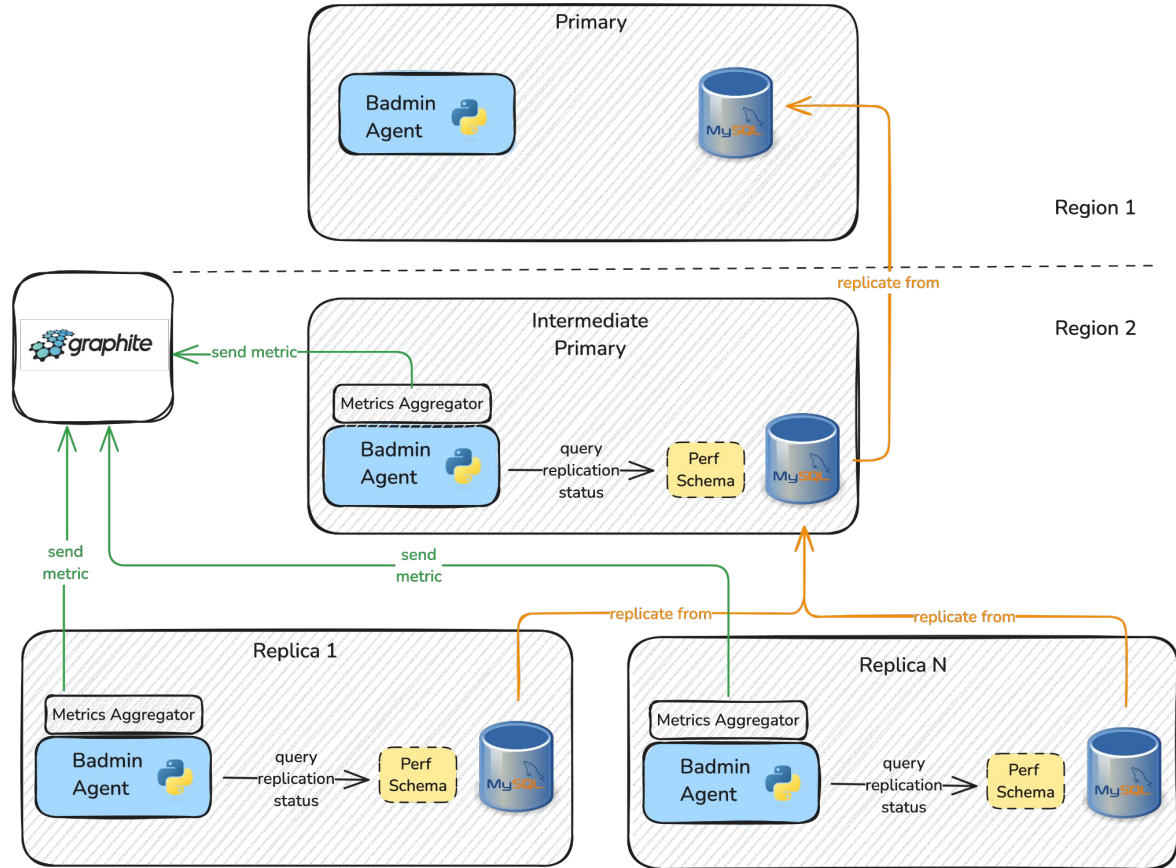 Primary
Badmin
Agent
MySQL
Region 1
replicate from
Region 2
graphite
send metric
Intermediate
Primary
Metrics Aggregator
Badmin
Agent
query
replication
status
Perf
Schema
MySQL
send
metric
send
metric
replicate from
replicate from
Replica 1
Metrics Aggregator
Badmin
Agent
query
replication
status
Perf
Schema
MySQL
Replica N
Metrics Aggregator
Badmin
Agent
query
replication
status
Perf
Schema
MySQL